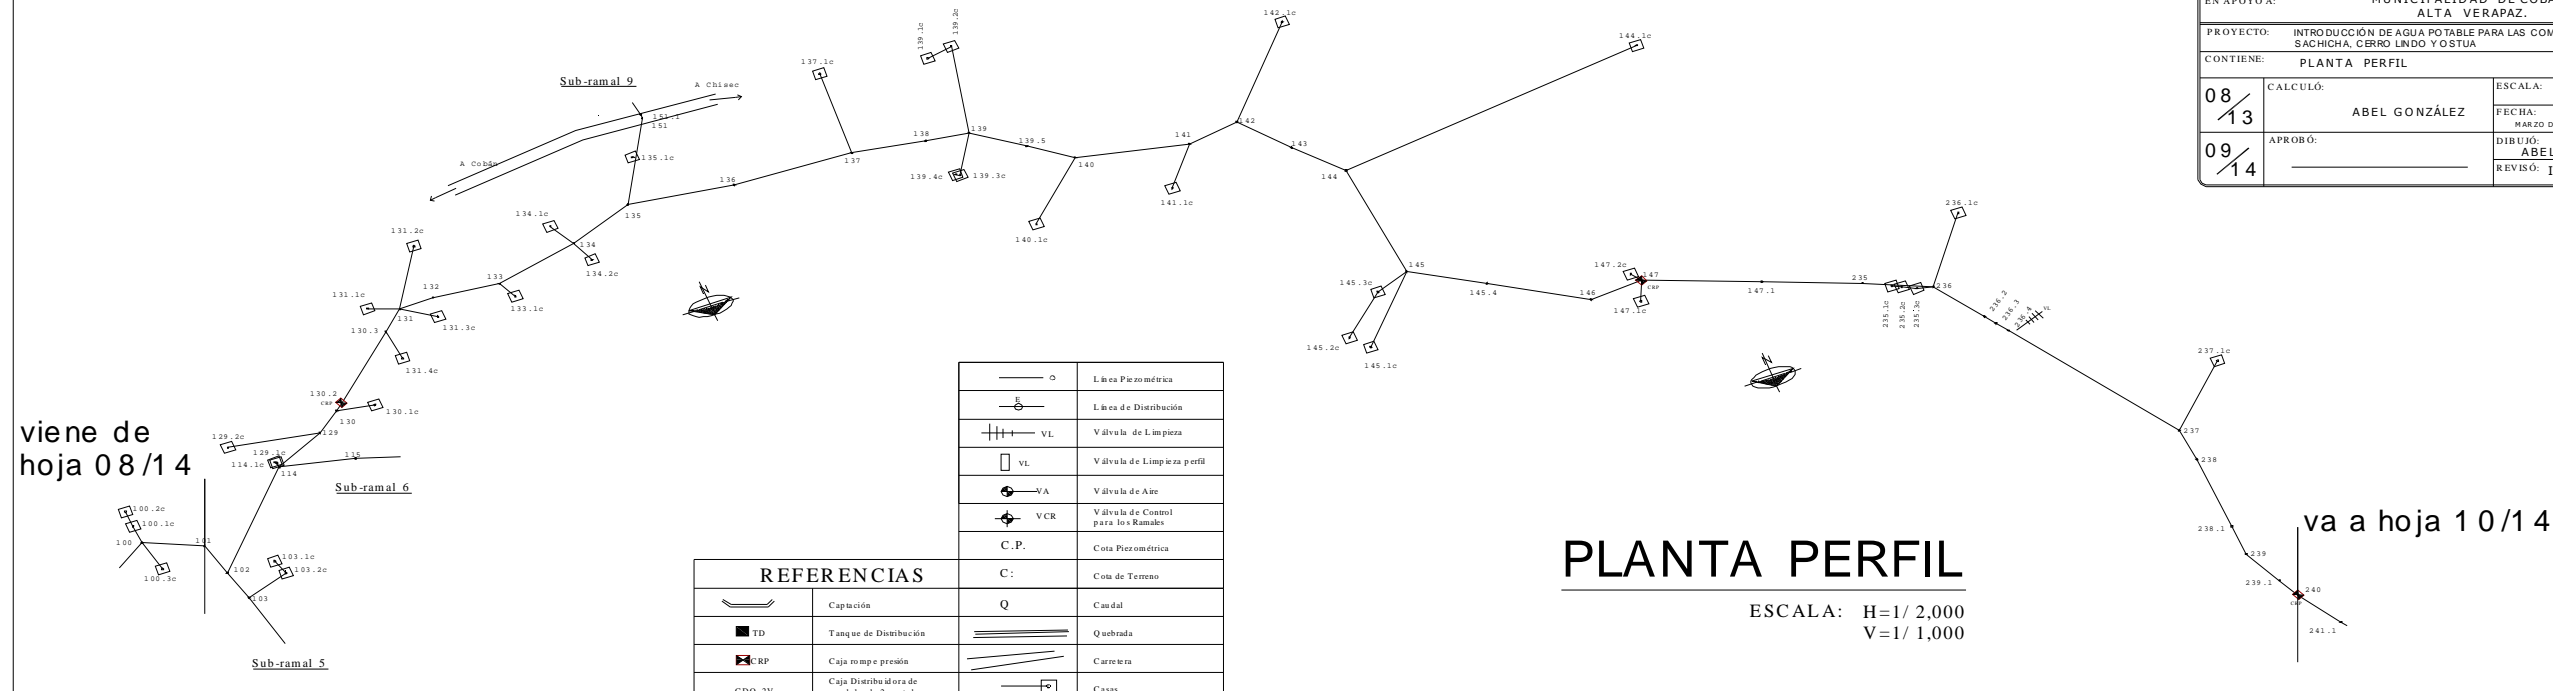 ALTA VERAPAZ.
PROYECTO: INTRODUCCIÓN DE AGUA POTABLE PARA LAS
SACHICHA, CERRO LINDO Y OSTUA
CONTIENE: PLANTA PERFIL
08/13
CALCULÓ:
ABEL GONZÁLEZ
ESCALA:
FECHA:
MARZO
09/14
APROBÓ:
DIBUJÓ:
REVISÓ:
Sub-ramal 9
A Chisec
A Cobán
151.1
151
135.1c
137.1c
139.1c
139.2c
142.1c
144.1c
137
138
139
139.5
139.4c
139.3c
140
140.1c
141
141.1c
142
143
144
136
135
134.1c
134
134.2c
133
133.1c
132
131.2c
131.1c
131
131.3c
130.3
131.4c
130.2
CRP
130
130.1c
129
129.2c
129.1c
114.1c
114
115
Sub-ramal 6
viene de
hoja 08/14
100.2c
100.1c
100
100.3c
101
102
103
103.1c
103.2c
Sub-ramal 5
145
145.3c
145.2c
145.1c
145.4
146
147.2c
147
CRP
147.1c
147.1
235
235.1c
235.2c
235.3c
236
236.1c
236.2
236.3
236.4
VL
237.1c
237
238
238.1
239
239.1
240
CRP
241.1
va a hoja 10/14
PLANTA PERFIL
ESCALA: H=1/2,000
V=1/1,000
Línea Piezométrica
E Línea de Distribución
VL Válvula de Limpieza
VL Válvula de Limpieza perfil
VA Válvula de Aire
VCR Válvula de Control
para los Ramales
C.P. Cota Piezométrica
REFERENCIAS
C: Cota de Terreno
Captación
Q Caudal
TD Tanque de Distribución
Quebrada
CRP Caja rompe presión
Carretera
Caja Distribuidora de
Casas